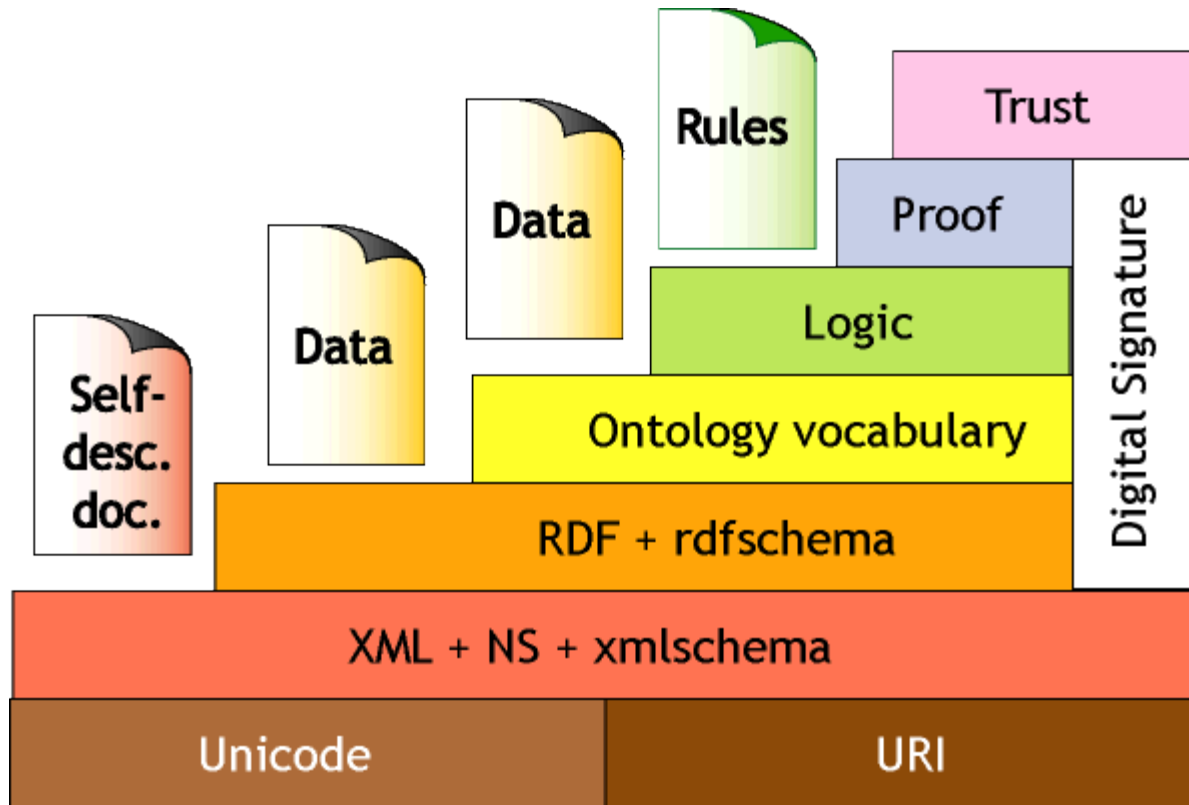 Rules
Trust
Data
Proof
Data
Logic
Self-
desc.
doc.
Ontology vocabulary
Digital Signature
RDF + rdfschema
XML + NS + xmlschema
Unicode
URI